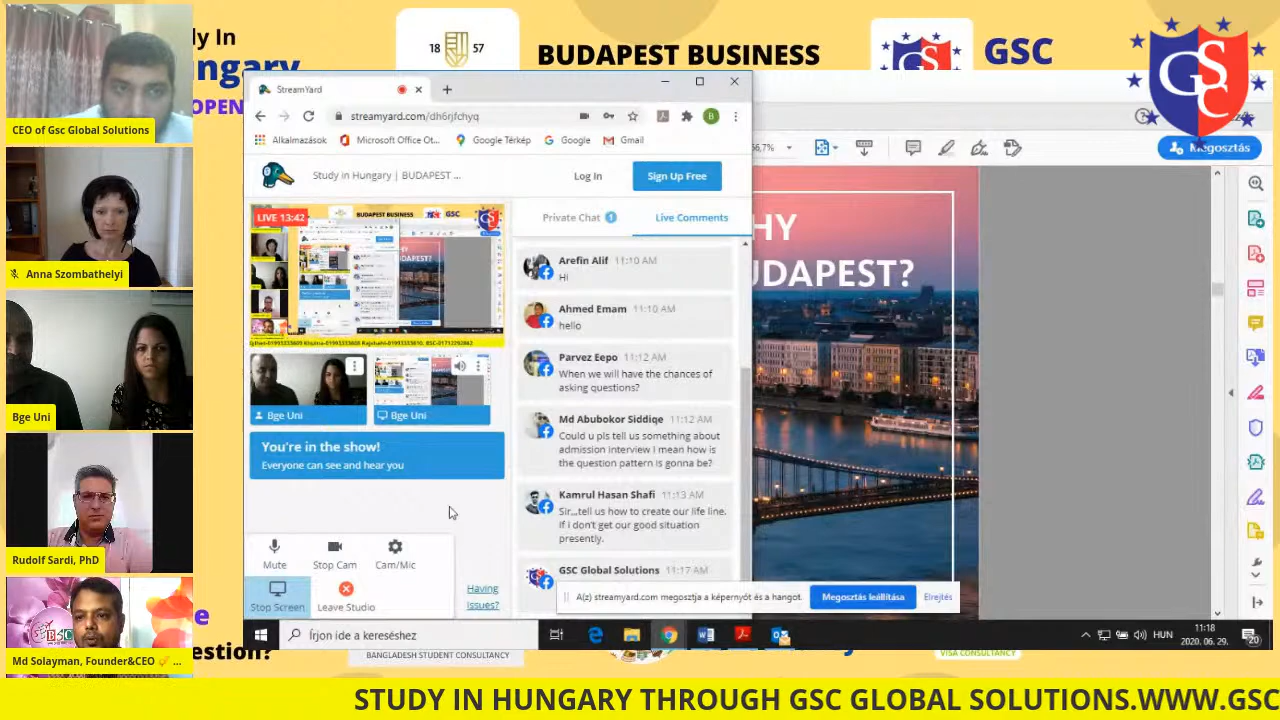 dy In
ngary
OPEN
18 57
BUDAPEST BUSINESS
GSC
GSC
CEO of Gsc Global Solutions
Anna Szombathelyi
Bge Uni
Rudolf Sardi, PhD
BSC
Md Solayman, Founder&CEO
StreamYard
streamyard.com/dh6rjfchyq
B
Alkalmazások
Microsoft Office Ot...
Google Térkép
Google
Gmail
Study in Hungary | BUDAPEST ...
Log In
Sign Up Free
LIVE 13:42
BUDAPEST BUSINESS
GSC
Private Chat 1
Live Comments
Arefin Alif 11:10 AM
Hi
Ahmed Emam 11:10 AM
hello
Parvez Eepo 11:12 AM
When we will have the chances of
asking questions?
Md Abubokor Siddiqe 11:12 AM
Could u pls tell us something about
admission interview I mean how is
the question pattern is gonna be?
Kamrul Hasan Shafi 11:13 AM
Sir...tell us how to create our life line.
If i don't get our good situation
presently.
GSC Global Solutions 11:17 AM
Bge Uni
Bge Uni
You're in the show!
Everyone can see and hear you
Mute
Stop Cam
Cam/Mic
Stop Screen
Leave Studio
Having
issues?
Megosztás
HY
UDAPEST?
A(z) streamyard.com megosztja a képernyőt és a hangot.
Megosztás leállítása
Elrejtés
Írjon ide a kereséshez
HUN
11:18
2020. 06. 29.
20
e
estion?
BANGLADESH STUDENT CONSULTANCY
VISA CONSULTANCY
STUDY IN HUNGARY THROUGH GSC GLOBAL SOLUTIONS.WWW.GSC